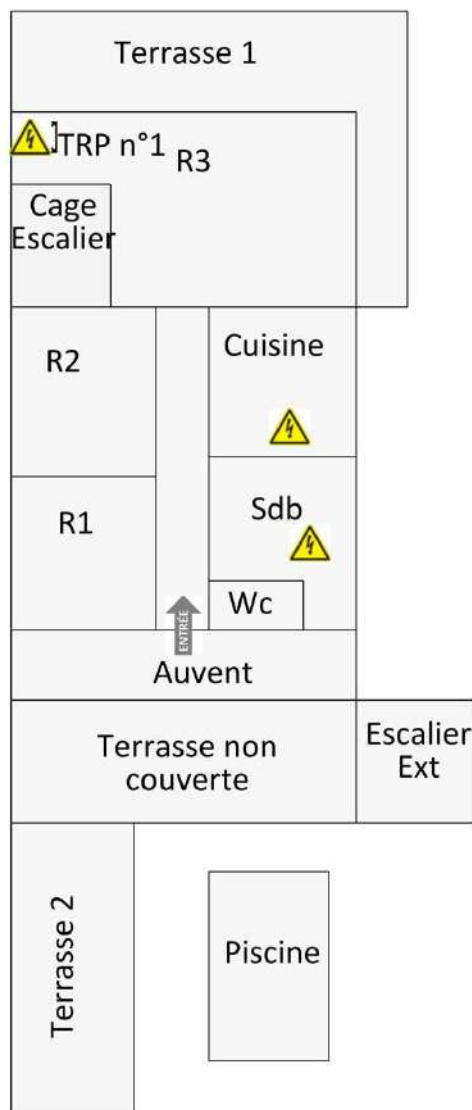 Terrasse 1
TRP n°1
R3
Cage
Escalier
R2
Cuisine
R1
Sdb
Wc
ENTRÉE
Auvent
Terrasse non
couverte
Escalier
Ext
Terrasse 2
Piscine